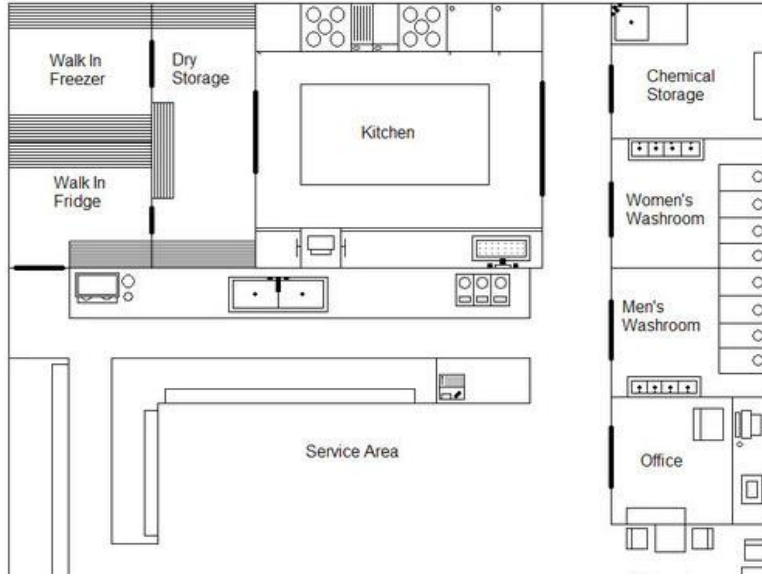 Walk In
Freezer
Dry
Storage
Kitchen
Chemical
Storage
Walk In
Fridge
Women's
Washroom
Men's
Washroom
Service Area
Office